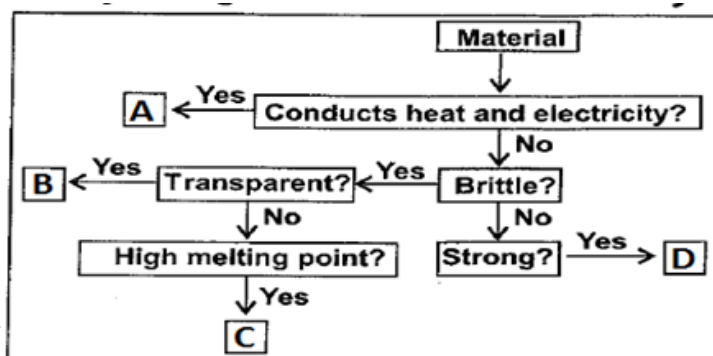 Material
Yes
A
Conducts heat and electricity?
No
Yes
Yes
B
Transparent?
Brittle?
No
No
High melting point?
Strong?
Yes
D
Yes
C